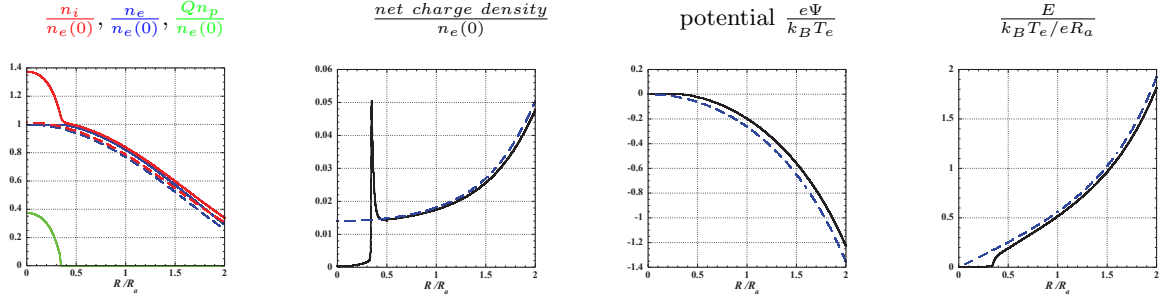 n_i/n_e(0), n_e/n_e(0), Qn_p/n_e(0)
net charge density/n_e(0)
potential eΨ/k_BT_e
E/k_BT_e/eR_a
1.4
1.2
1
0.8
0.6
0.4
0.2
0
0 0.5 1 1.5 2
R/R_a
0.06
0.05
0.04
0.03
0.02
0.01
0
0 0.5 1 1.5 2
R/R_a
0.2
0
-0.2
-0.4
-0.6
-0.8
-1
-1.2
-1.4
0 0.5 1 1.5 2
R/R_a
2
1.5
1
0.5
0
0 0.5 1 1.5 2
R/R_a